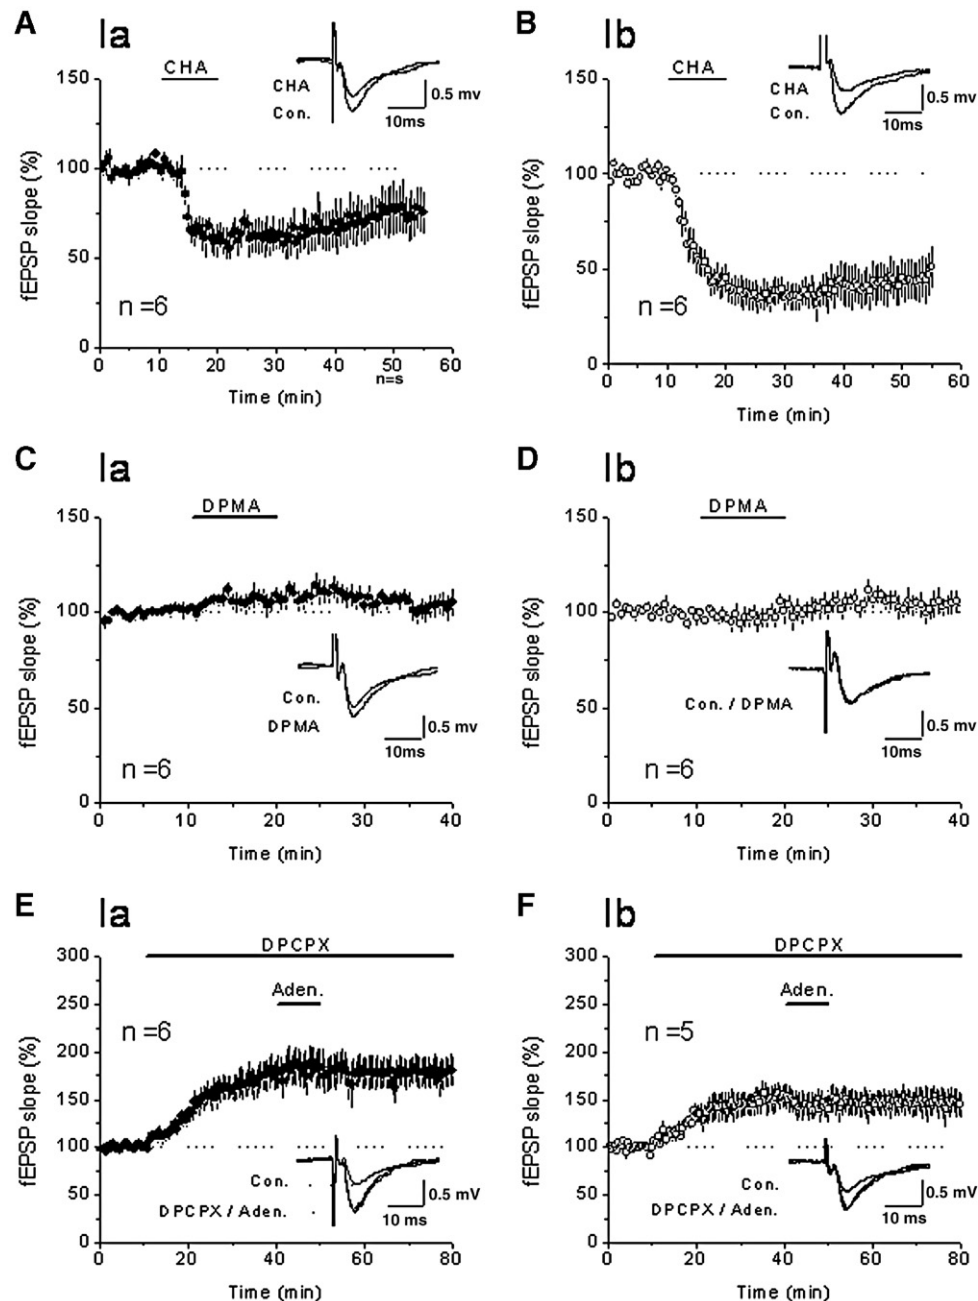 A
Ia
CHA
CHA
Con.
0.5 mv
10ms
150
100
50
0
fEPSP slope (%)
n =6
0 10 20 30 40 50 60
n=s
Time (min)
B
Ib
CHA
CHA
Con.
0.5 mv
10ms
150
100
50
0
fEPSP slope (%)
n =6
0 10 20 30 40 50 60
Time (min)
C
Ia
DPMA
150
100
50
0
fEPSP slope (%)
Con.
DPMA
0.5 mv
10ms
n =6
0 10 20 30 40
Time (min)
D
Ib
DPMA
150
100
50
0
fEPSP slope (%)
Con. / DPMA
0.5 mv
10ms
n =6
0 10 20 30 40
Time (min)
E
Ia
DPCPX
Aden.
300
250
200
150
100
50
0
fEPSP slope (%)
n =6
Con.
DPCPX / Aden.
0.5 mV
10 ms
0 20 40 60 80
Time (min)
F
Ib
DPCPX
Aden.
300
250
200
150
100
50
0
fEPSP slope (%)
n =5
Con.
DPCPX / Aden.
0.5 mV
10 ms
0 20 40 60 80
Time (min)